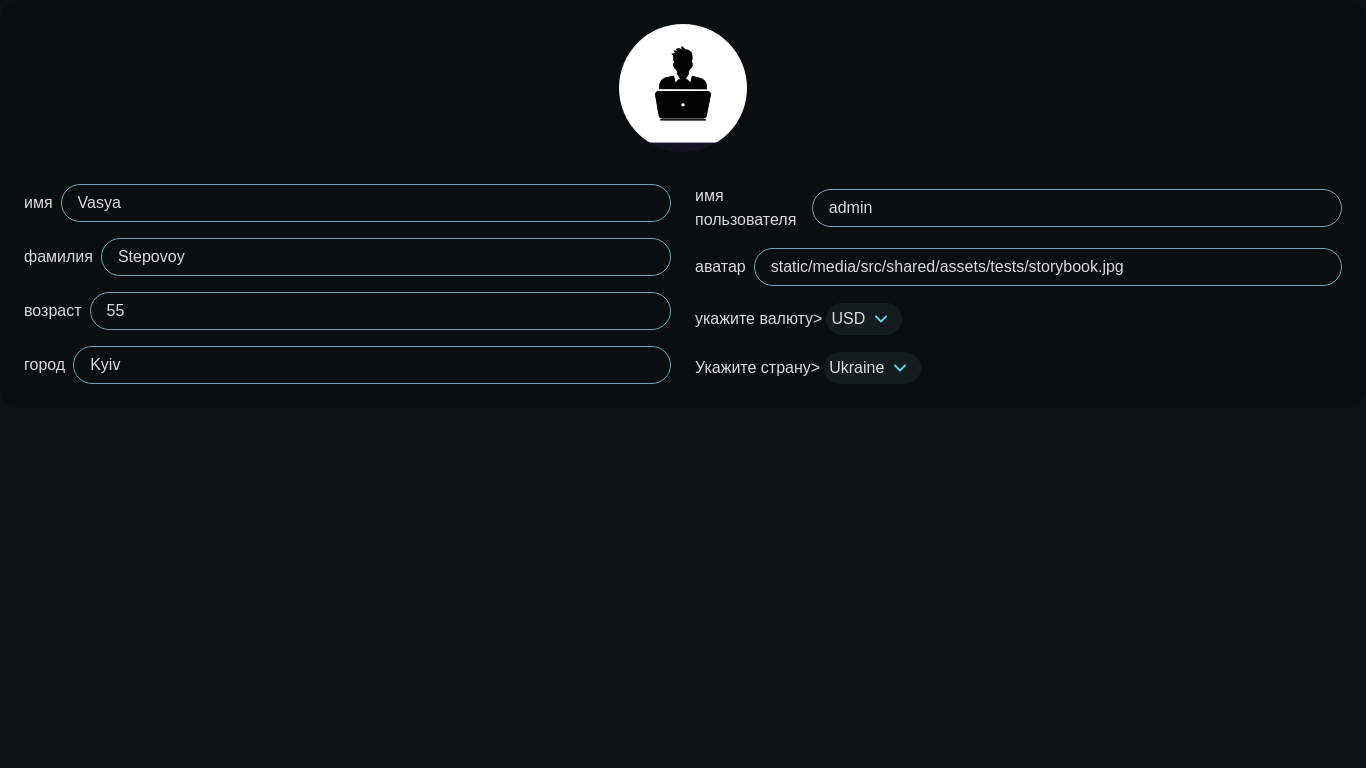 имя Vasya
фамилия Stepovoy
возраст 55
город Kyiv
имя
пользователя admin
аватар static/media/src/shared/assets/tests/storybook.jpg
укажите валюту> USD
Укажите страну> Ukraine